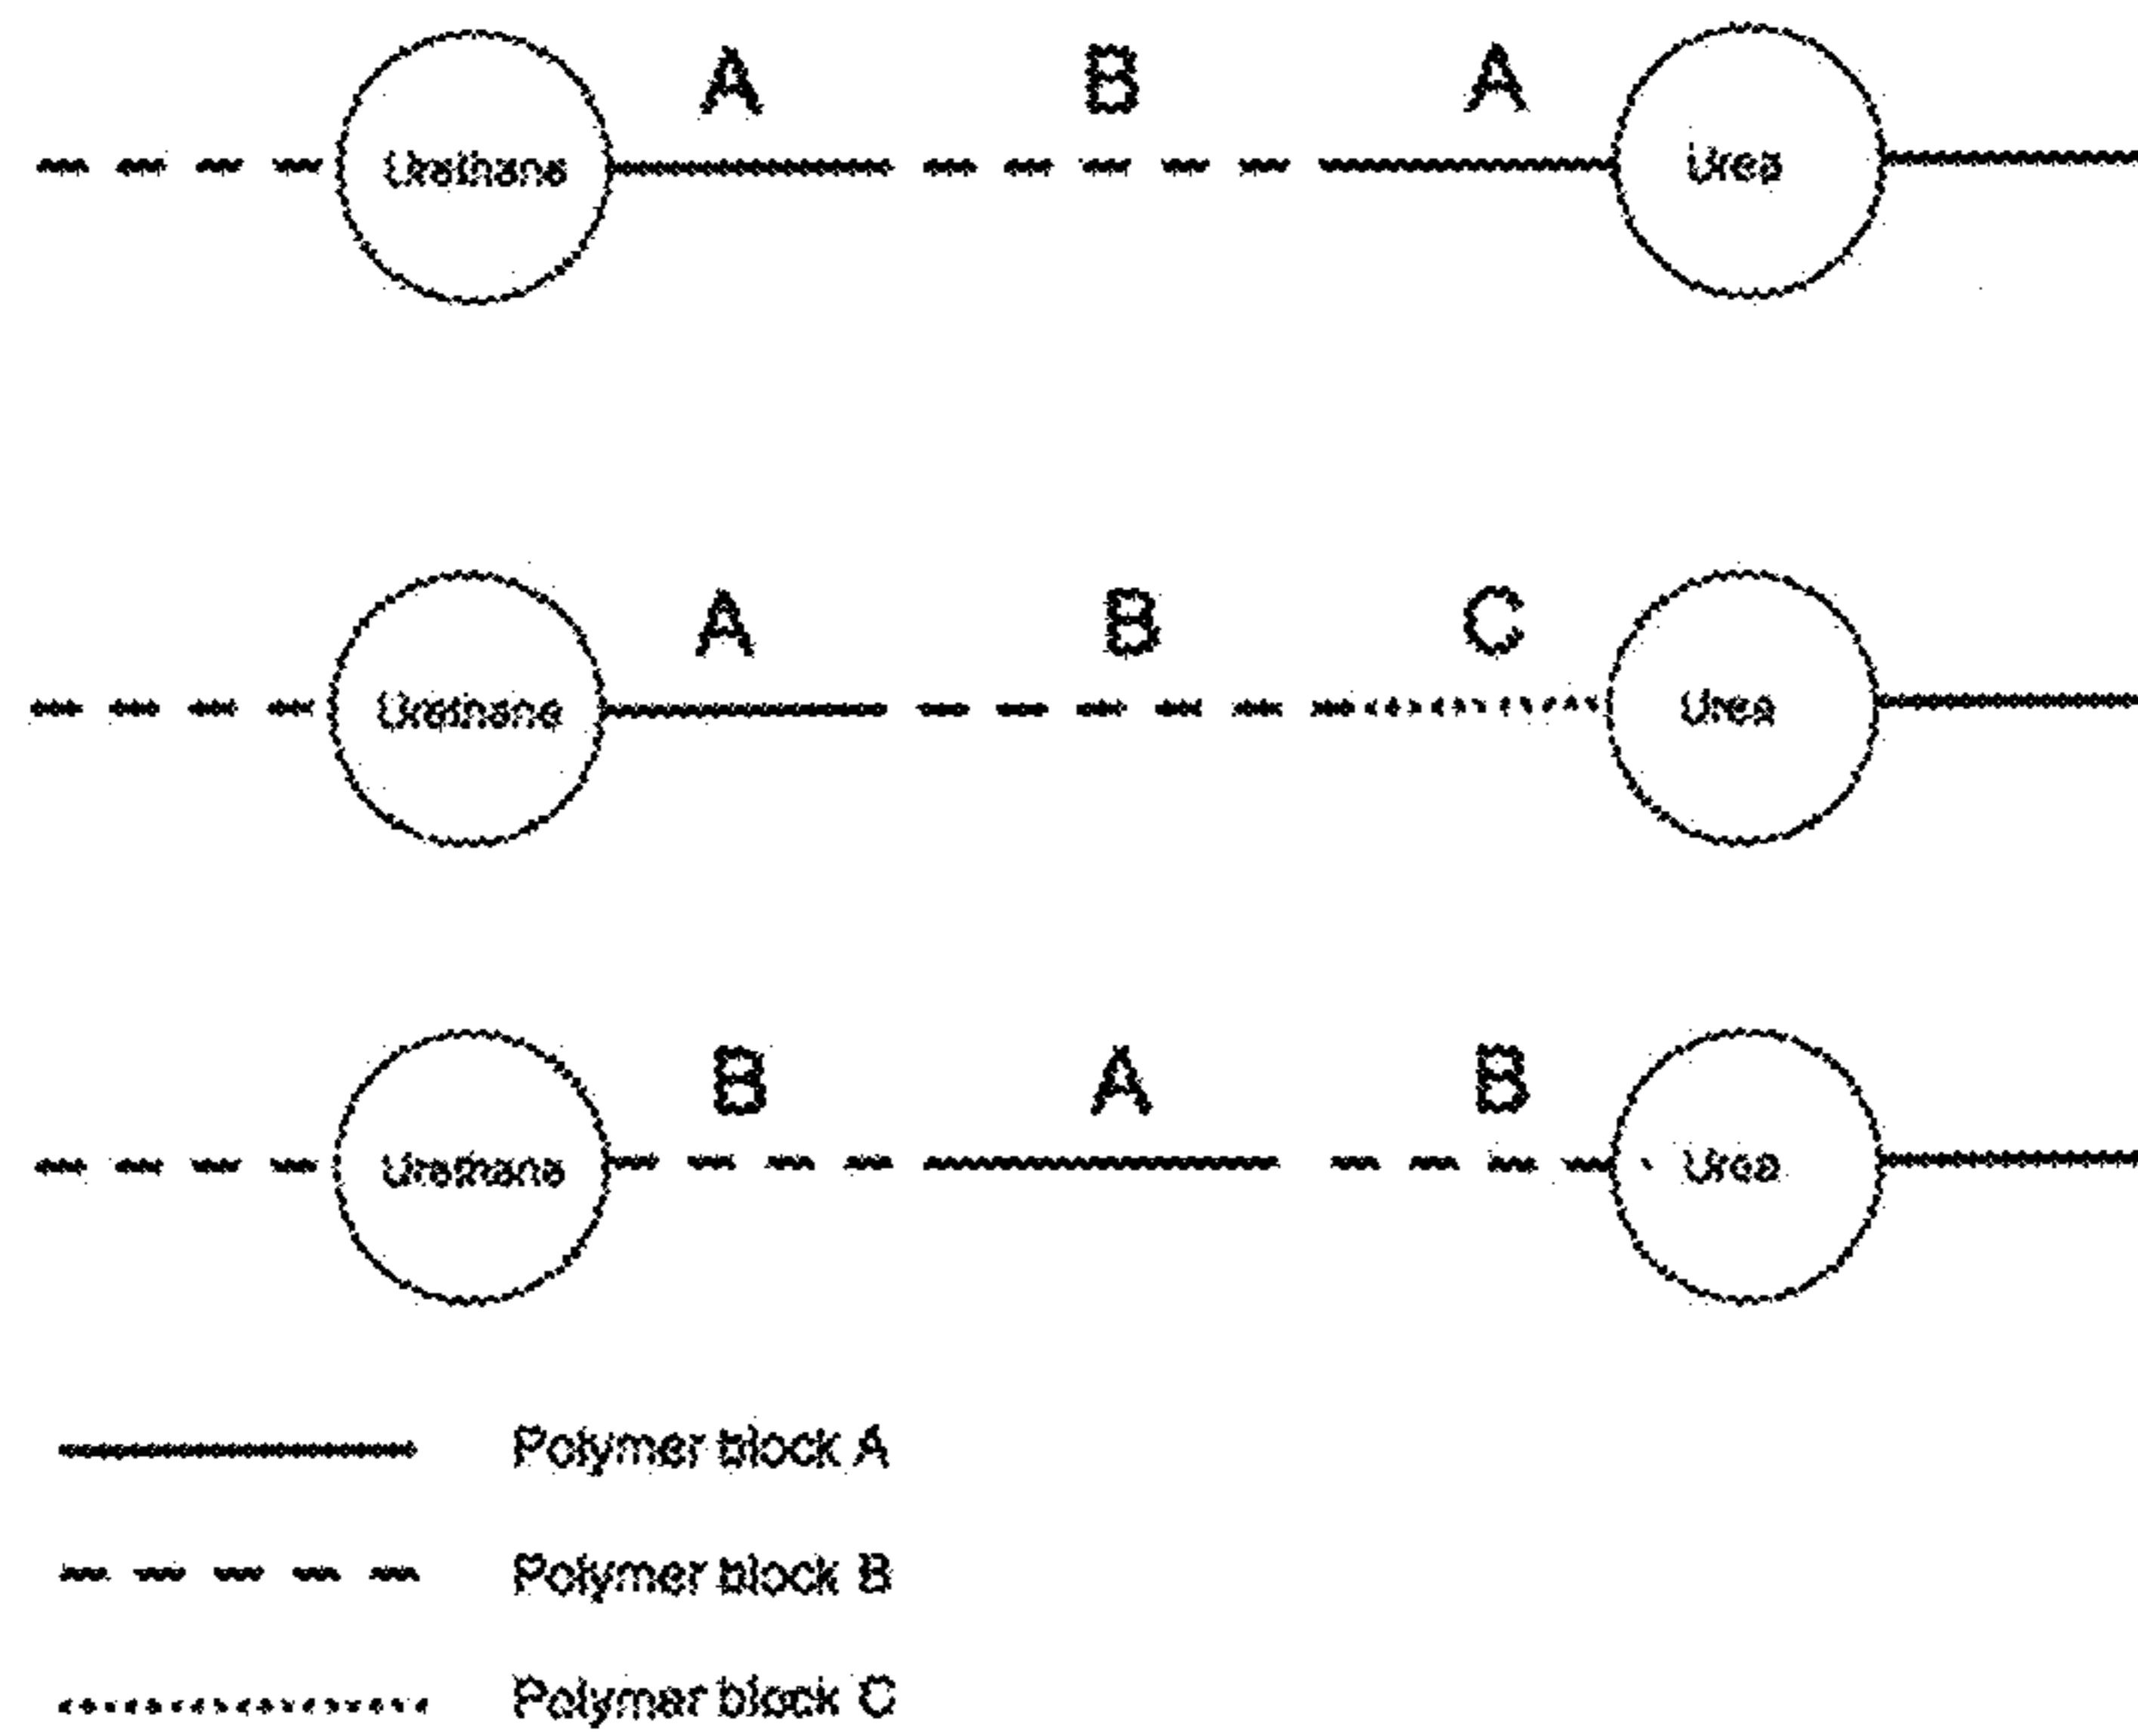 A B A
Urethane Urea
A B C
Urethane Urea
B A B
Urethane Urea
Polymer block A
Polymer block B
Polymer block C